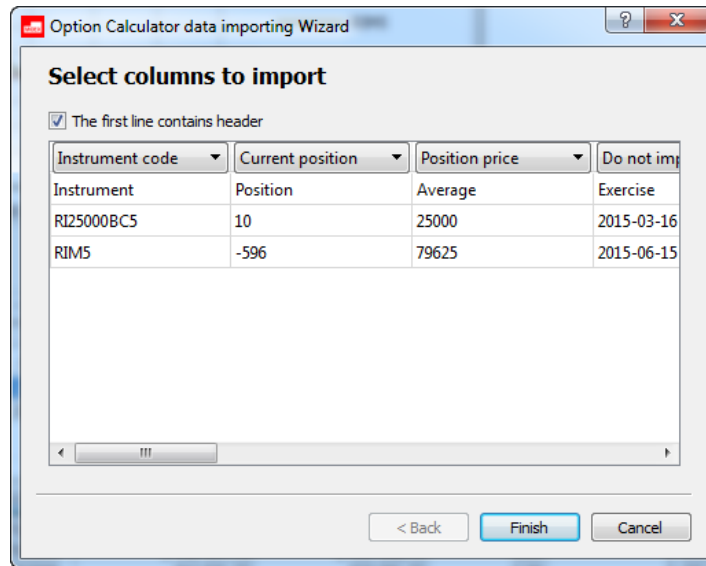 Option Calculator data importing Wizard
Select columns to import
The first line contains header
Instrument code Current position Position price Do not imp
Instrument Position Average Exercise
RI25000BC5 10 25000 2015-03-16
RIM5 -596 79625 2015-06-15
< Back Finish Cancel